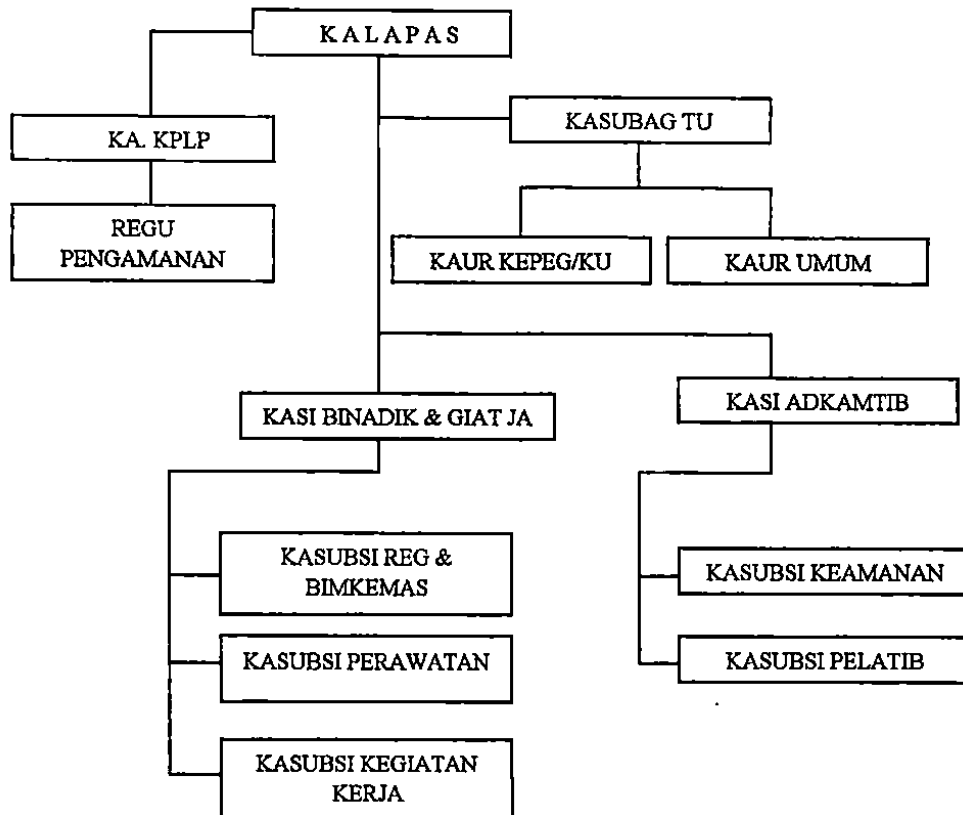 K A L A P A S
KA. KPLP
KASUBAG TU
REGU
PENGAMANAN
KAUR KEPEG/KU
KAUR UMUM
KASI BINADIK & GIAT JA
KASI ADKAMTIB
KASUBSI REG &
BIMKEMAS
KASUBSI KEAMANAN
KASUBSI PERAWATAN
KASUBSI PELATIB
KASUBSI KEGIATAN
KERJA